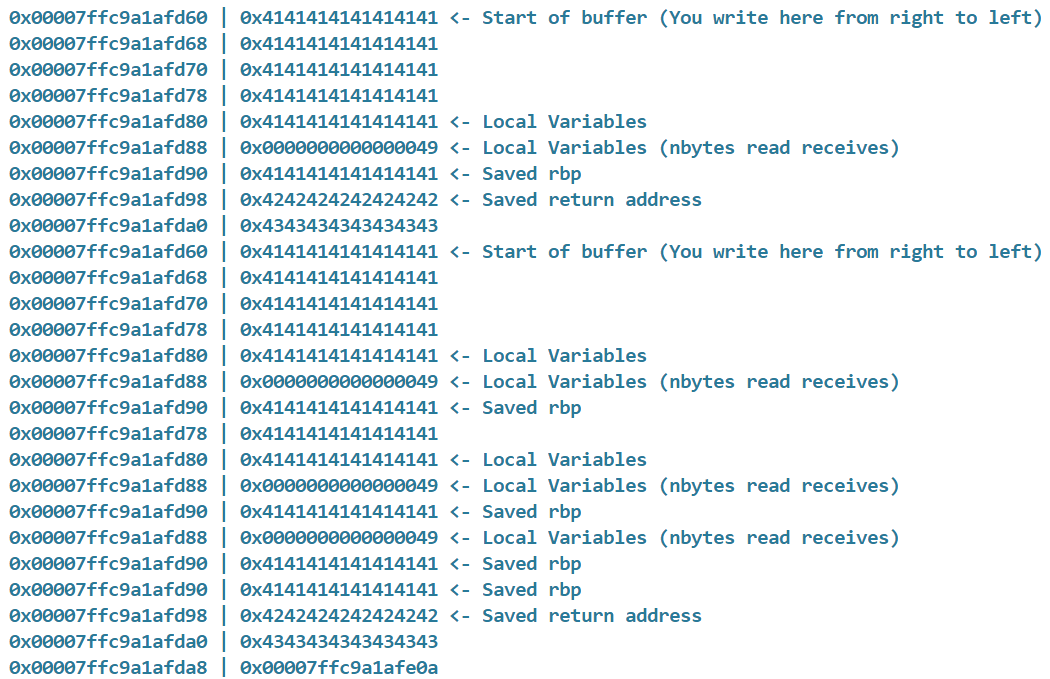 0x00007ffc9a1afd60 | 0x4141414141414141 <- Start of buffer (You write here from right to left)
0x00007ffc9a1afd68 | 0x4141414141414141
0x00007ffc9a1afd70 | 0x4141414141414141
0x00007ffc9a1afd78 | 0x4141414141414141
0x00007ffc9a1afd80 | 0x4141414141414141 <- Local Variables
0x00007ffc9a1afd88 | 0x0000000000000049 <- Local Variables (nbytes read receives)
0x00007ffc9a1afd90 | 0x4141414141414141 <- Saved rbp
0x00007ffc9a1afd98 | 0x4242424242424242 <- Saved return address
0x00007ffc9a1afda0 | 0x4343434343434343
0x00007ffc9a1afd60 | 0x4141414141414141 <- Start of buffer (You write here from right to left)
0x00007ffc9a1afd68 | 0x4141414141414141
0x00007ffc9a1afd70 | 0x4141414141414141
0x00007ffc9a1afd78 | 0x4141414141414141
0x00007ffc9a1afd80 | 0x4141414141414141 <- Local Variables
0x00007ffc9a1afd88 | 0x0000000000000049 <- Local Variables (nbytes read receives)
0x00007ffc9a1afd90 | 0x4141414141414141 <- Saved rbp
0x00007ffc9a1afd78 | 0x4141414141414141
0x00007ffc9a1afd80 | 0x4141414141414141 <- Local Variables
0x00007ffc9a1afd88 | 0x0000000000000049 <- Local Variables (nbytes read receives)
0x00007ffc9a1afd90 | 0x4141414141414141 <- Saved rbp
0x00007ffc9a1afd88 | 0x0000000000000049 <- Local Variables (nbytes read receives)
0x00007ffc9a1afd90 | 0x4141414141414141 <- Saved rbp
0x00007ffc9a1afd90 | 0x4141414141414141 <- Saved rbp
0x00007ffc9a1afd98 | 0x4242424242424242 <- Saved return address
0x00007ffc9a1afda0 | 0x4343434343434343
0x00007ffc9a1afda8 | 0x00007ffc9a1afe0a